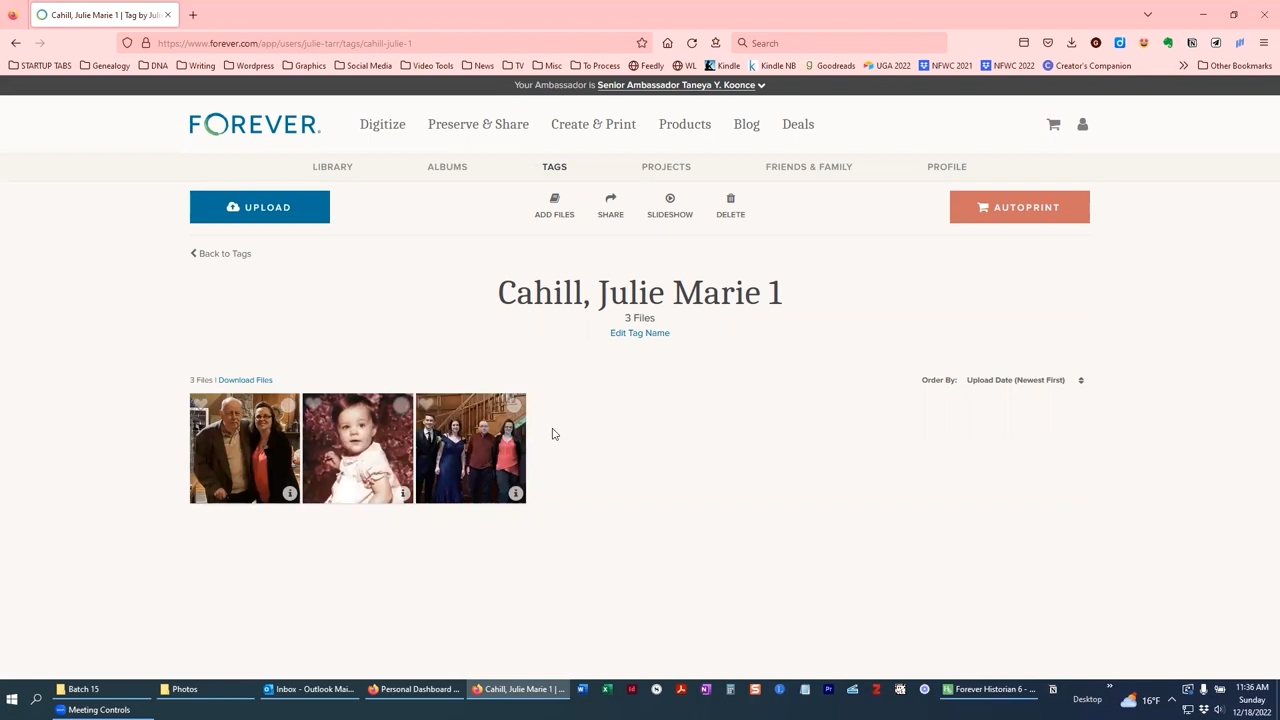 Cahill, Julie Marie 1 | Tag by Juli
https://www.forever.com/app/users/julie-tarr/tags/cahill-julie-1
Search
STARTUP TABS Genealogy DNA Writing Wordpress Graphics Social Media Video Tools News TV Misc To Process Feedly WL Kindle Kindle NB Goodreads UGA 2022 NFWC 2021 NFWC 2022 Creator's Companion Other Bookmarks
Your Ambassador is Senior Ambassador Taneya Y. Koonce
FOREVER.
Digitize Preserve & Share Create & Print Products Blog Deals
LIBRARY ALBUMS TAGS PROJECTS FRIENDS & FAMILY PROFILE
UPLOAD
ADD FILES SHARE SLIDESHOW DELETE
AUTOPRINT
Back to Tags
Cahill, Julie Marie 1
3 Files
Edit Tag Name
3 Files | Download Files
Order By: Upload Date (Newest First)
Batch 15
Photos
Inbox - Outlook Mai...
Personal Dashboard ...
Cahill, Julie Marie 1 | ...
Forever Historian 6 - ...
Desktop
16°F
11:36 AM
Sunday
12/18/2022
Meeting Controls